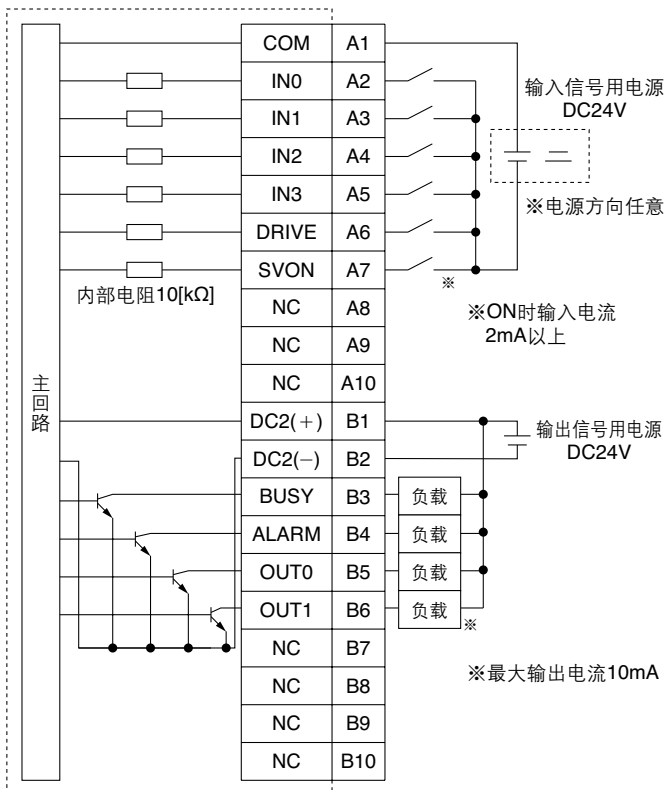 COM A1
IN0 A2
输入信号用电源
DC24V
IN1 A3
IN2 A4
IN3 A5
※电源方向任意
DRIVE A6
SVON A7
※
内部电阻10[kΩ]
NC A8
※ON时输入电流
2mA以上
NC A9
NC A10
主回路
DC2(+) B1
输出信号用电源
DC24V
DC2(−) B2
BUSY B3 负载
ALARM B4 负载
OUT0 B5 负载
OUT1 B6 负载
※
NC B7
※最大输出电流10mA
NC B8
NC B9
NC B10